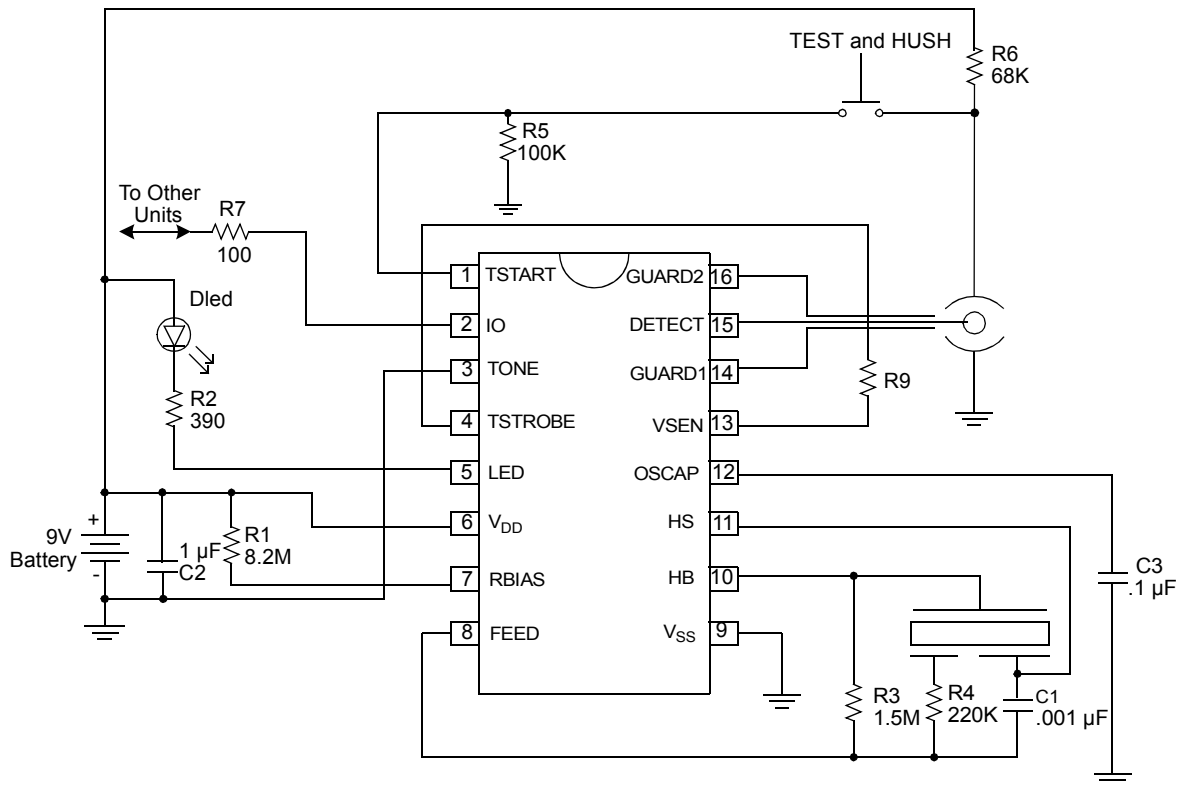 TEST and HUSH
R6
68K
R5
100K
To Other
Units
R7
100
Dled
R2
390
1 TSTART
2 IO
3 TONE
4 TSTROBE
5 LED
6 VDD
7 RBIAS
8 FEED
GUARD2 16
DETECT 15
GUARD1 14
VSEN 13
OSCAP 12
HS 11
HB 10
VSS 9
R9
+
9V
Battery
-
1 µF
C2
R1
8.2M
R3
1.5M
R4
220K
C1
.001 µF
C3
.1 µF